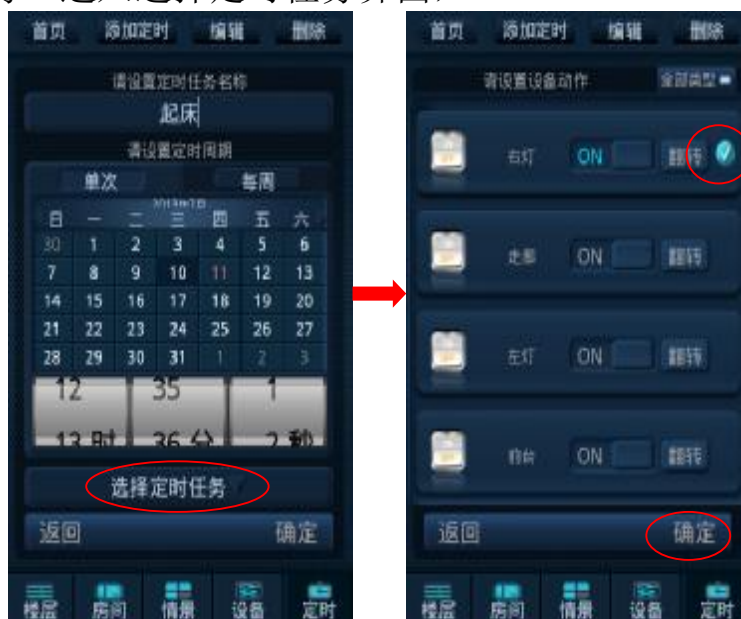 首页 添加定时 编辑 删除
请设置定时任务名称
起床
请设置定时周期
单次 每周
日 一 二 三 四 五 六
30 1 2 3 4 5 6
7 8 9 10 11 12 13
14 15 16 17 18 19 20
21 22 23 24 25 26 27
28 29 30 31 1 2 3
12 35 1
13时 36分 2秒
选择定时任务
返回 确定
楼层 房间 情景 设备 定时
首页 添加定时 编辑 删除
请设置设备动作 全部类型
右灯 ON 翻转
ON 翻转
左灯 ON 翻转
ON 翻转
返回 确定
楼层 房间 情景 设备 定时